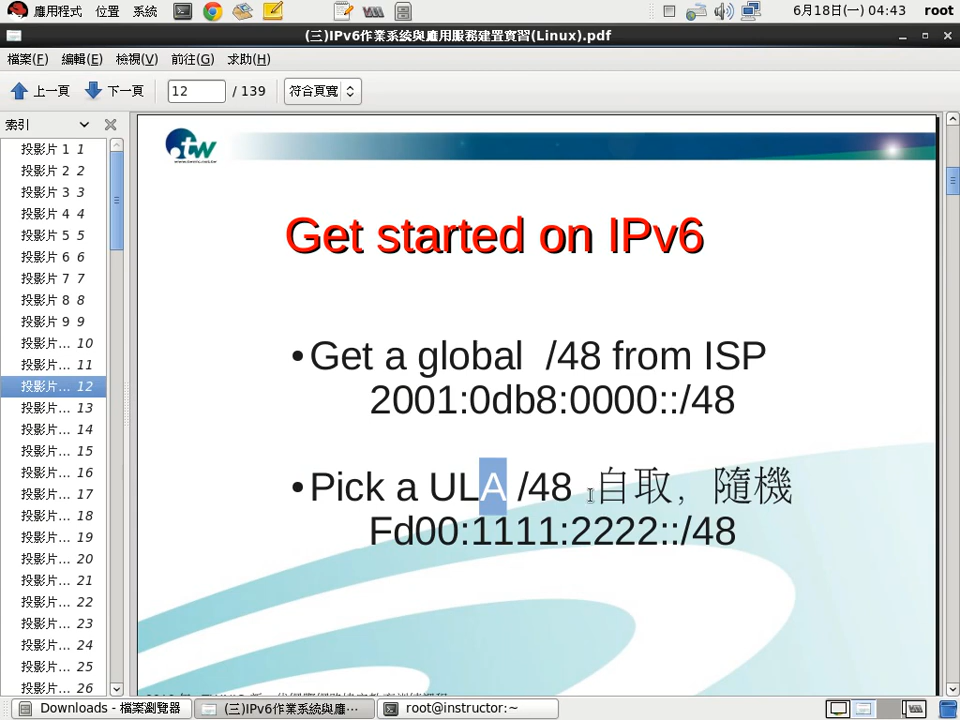 應用程式 位置 系統 6月18日(一) 04:43 root
(三)IPv6作業系統與應用服務建置實習(Linux).pdf
檔案(F) 編輯(E) 檢視(V) 前往(G) 求助(H)
上一頁 下一頁 12 / 139 符合頁寬
索引
投影片 1 1
投影片 2 2
投影片 3 3
投影片 4 4
投影片 5 5
投影片 6 6
投影片 7 7
投影片 8 8
投影片 9 9
投影片... 10
投影片... 11
投影片... 12
投影片... 13
投影片... 14
投影片... 15
投影片... 16
投影片... 17
投影片... 18
投影片... 19
投影片... 20
投影片... 21
投影片... 22
投影片... 23
投影片... 24
投影片... 25
投影片... 26
.tw
Get started on IPv6
•Get a global /48 from ISP
2001:0db8:0000::/48
•Pick a ULA /48 自取, 隨機
Fd00:1111:2222::/48
Downloads - 檔案瀏覽器 (三)IPv6作業系統與應⋯ root@instructor:~